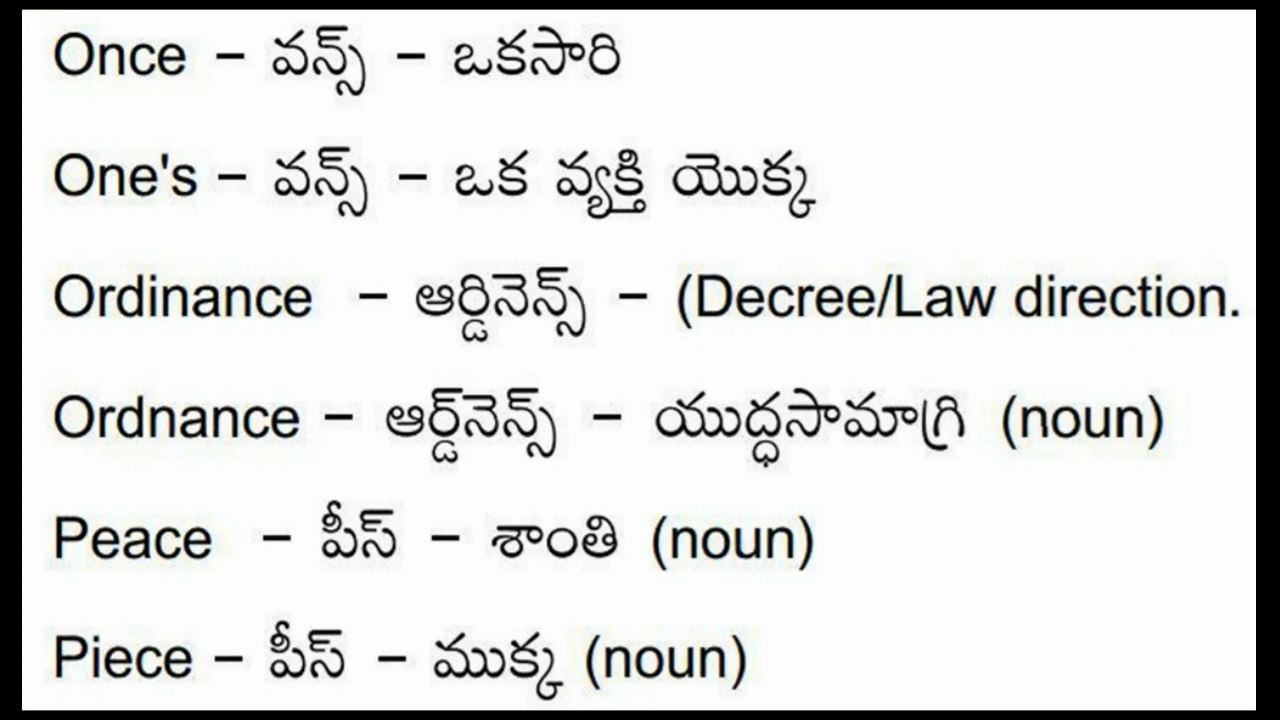 Once – వన్స్ – ఒకసారి
One's – వన్స్ – ఒక వ్యక్తి యొక్క
Ordinance – ఆర్డినెన్స్ – (Decree/Law direction.
Ordnance – ఆర్డ్‌నెన్స్ – యుద్ధసామాగ్రి (noun)
Peace – పీస్ – శాంతి (noun)
Piece – పీస్ – ముక్క (noun)